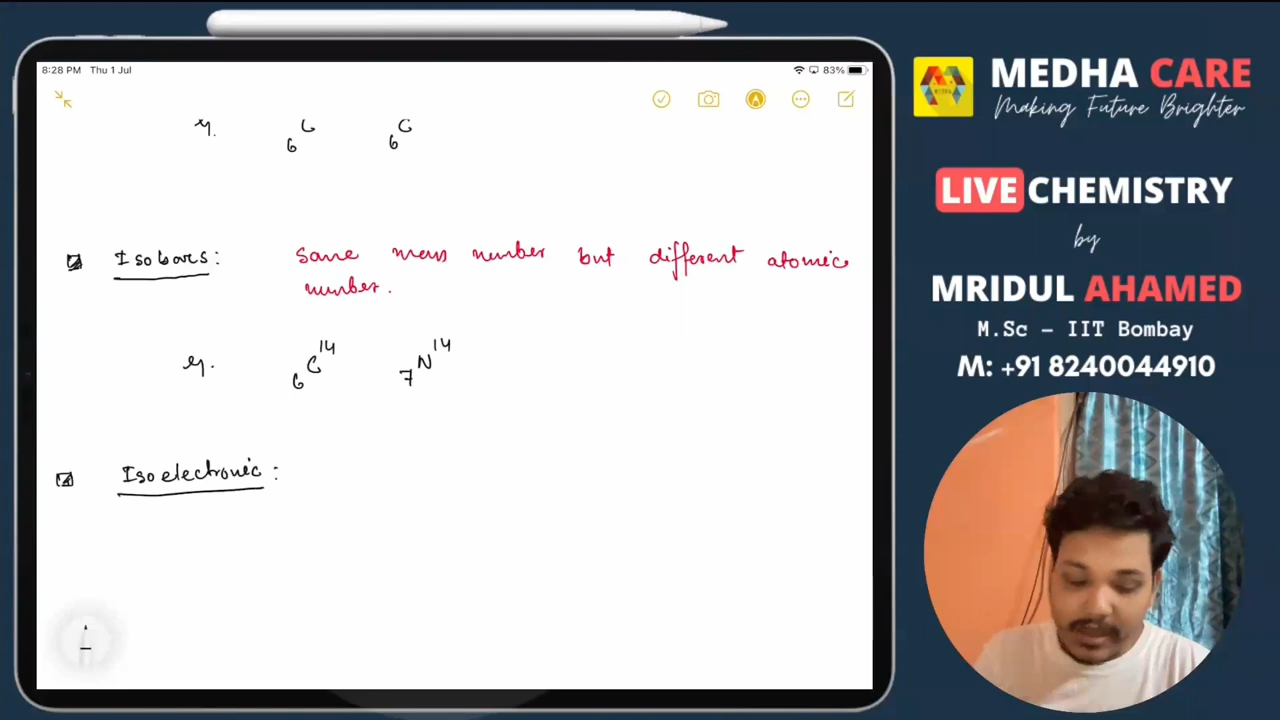 8:28 PM Thu 1 Jul
83%
eg. ₆C ₆C
Isobars: Same mass number but different atomic
number.
eg. ₆C¹⁴ ₇N¹⁴
Isoelectronic:
MEDHA CARE
Making Future Brighter
LIVE CHEMISTRY
by
MRIDUL AHAMED
M.Sc – IIT Bombay
M: +91 8240044910